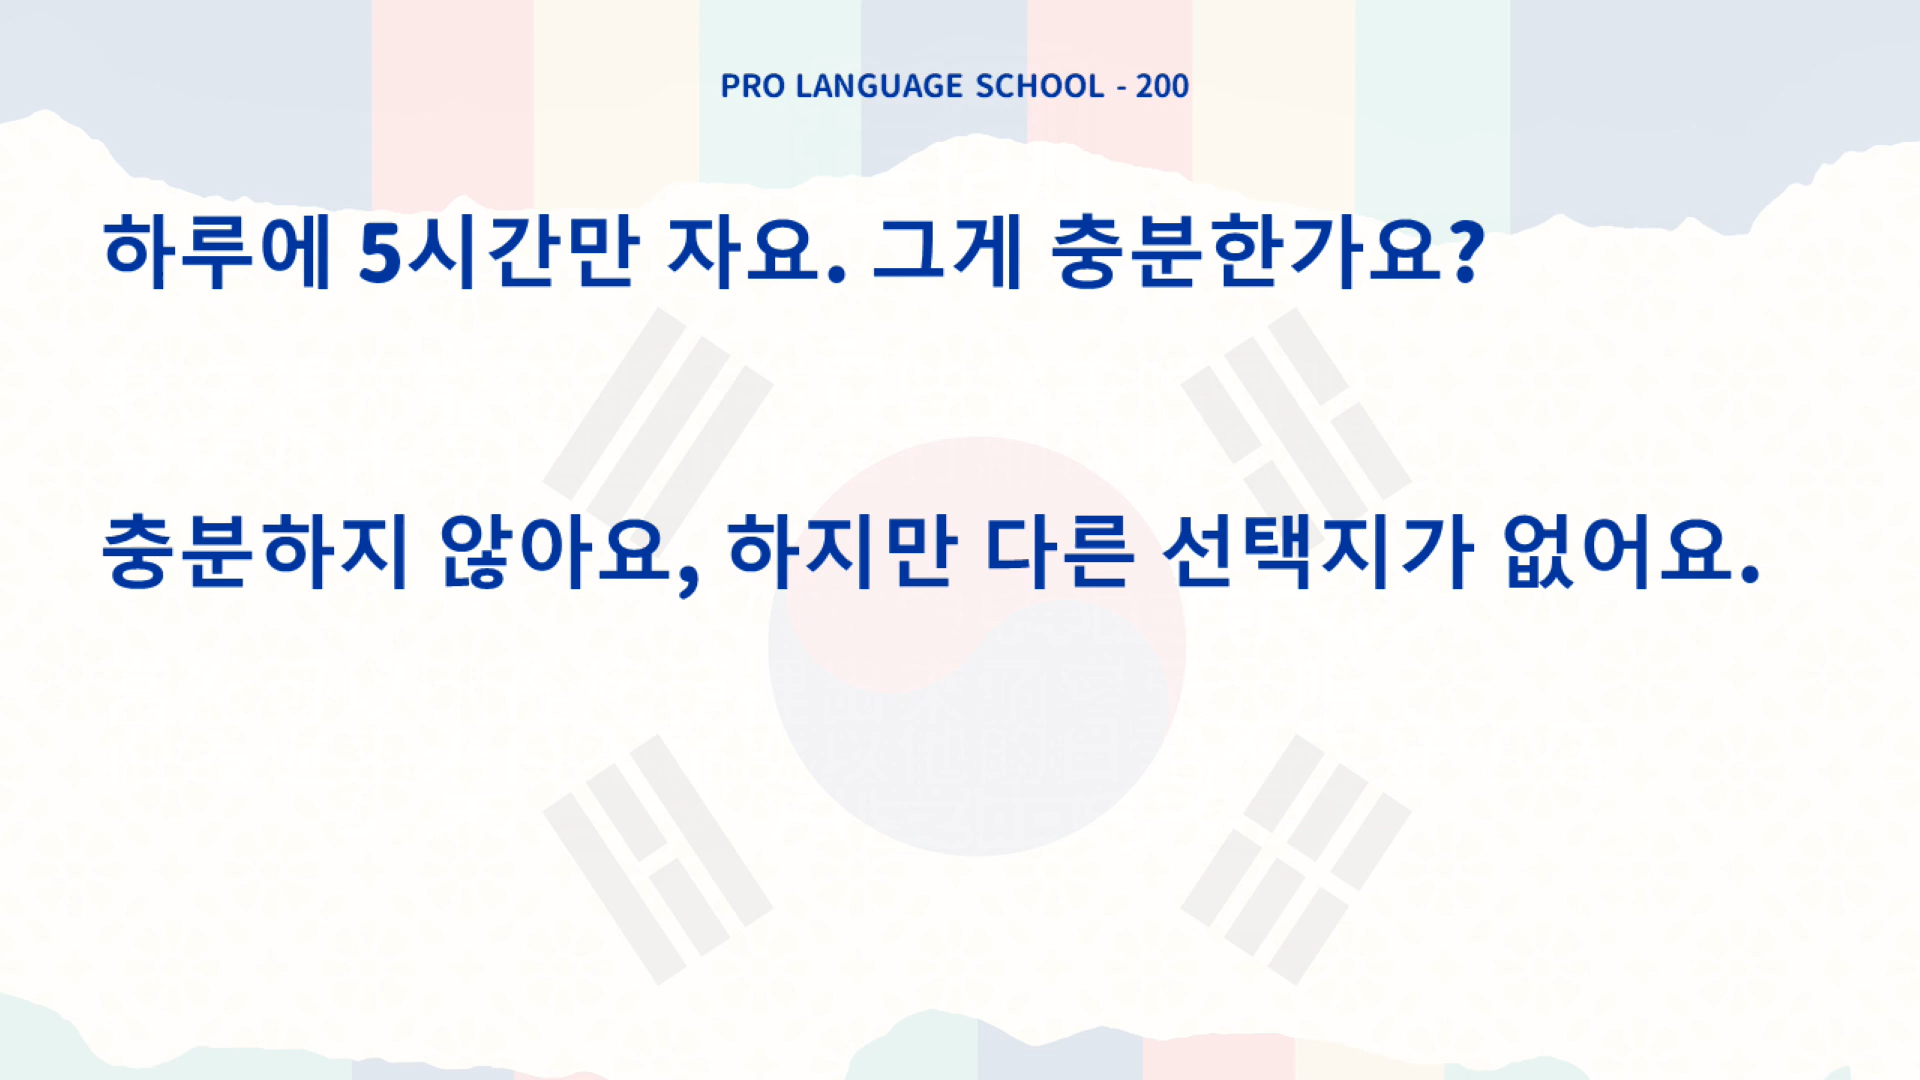 PRO LANGUAGE SCHOOL - 200
하루에 5시간만 자요. 그게 충분한가요?
충분하지 않아요, 하지만 다른 선택지가 없어요.